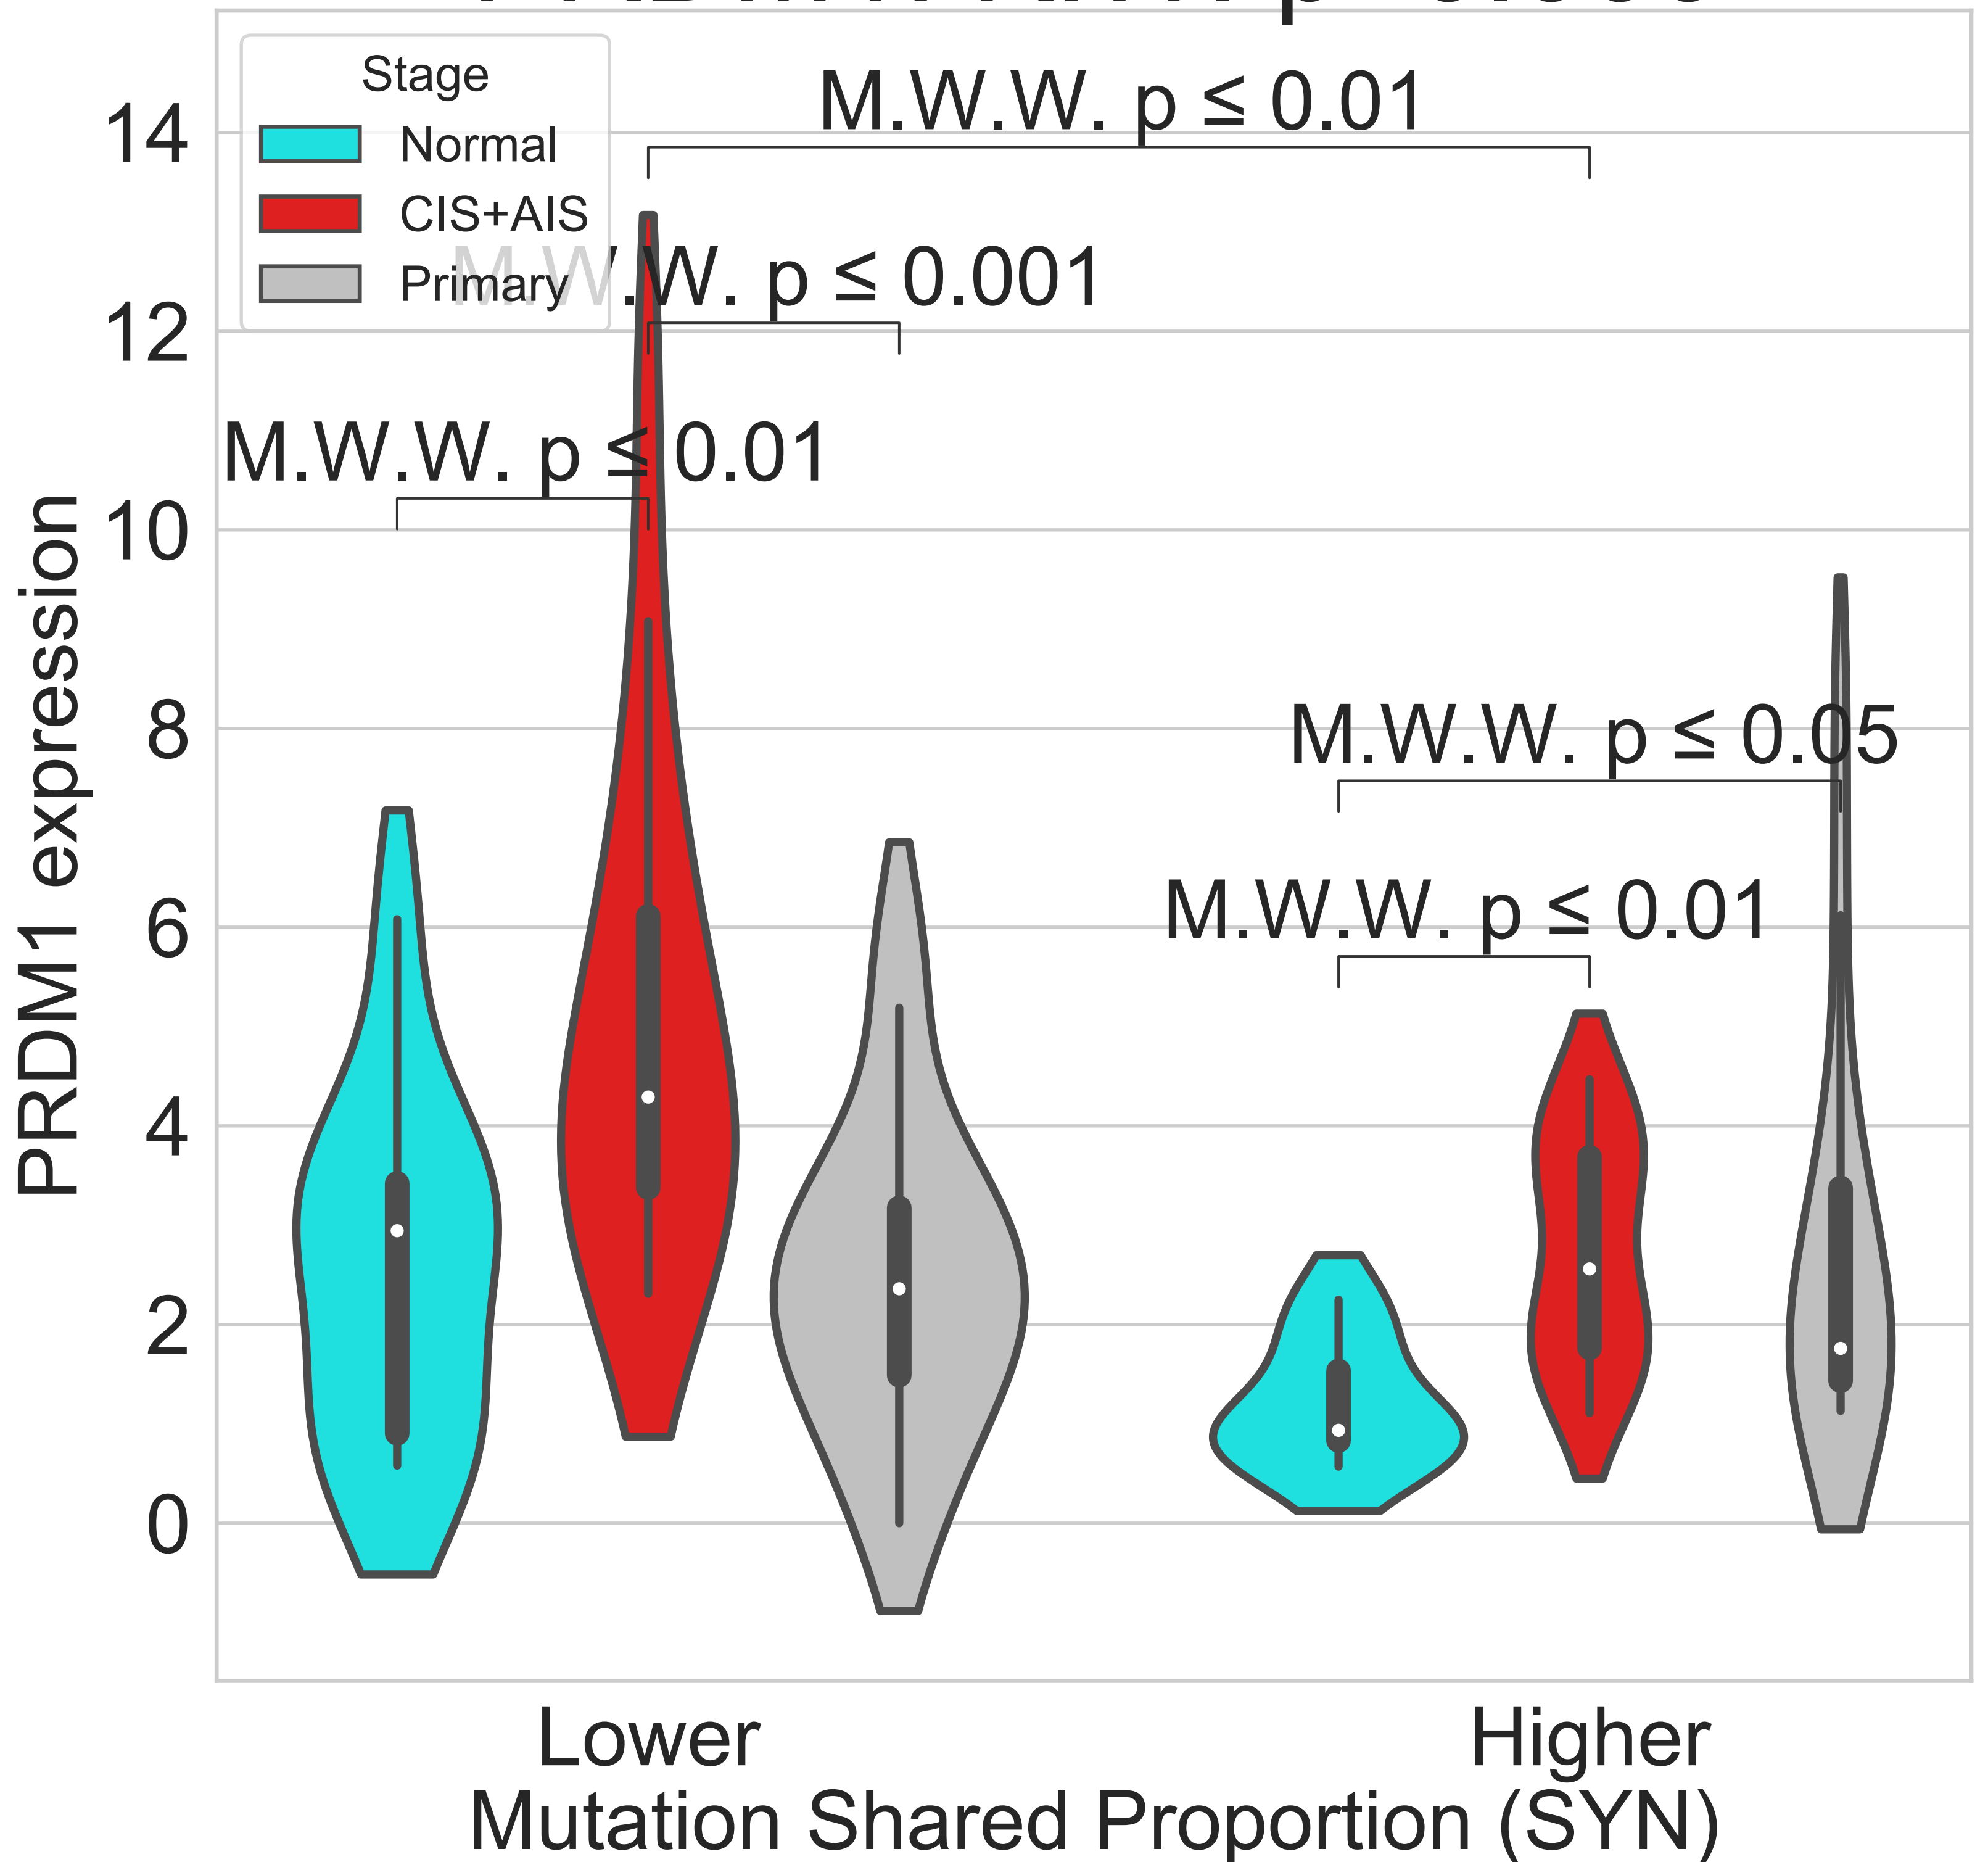 Stage
Normal
CIS+AIS
Primary
M.W.W. p ≤ 0.01
M.W.W. p ≤ 0.001
M.W.W. p ≤ 0.01
M.W.W. p ≤ 0.05
M.W.W. p ≤ 0.01
14
12
10
8
6
4
2
0
PRDM1 expression
Lower
Higher
Mutation Shared Proportion (SYN)